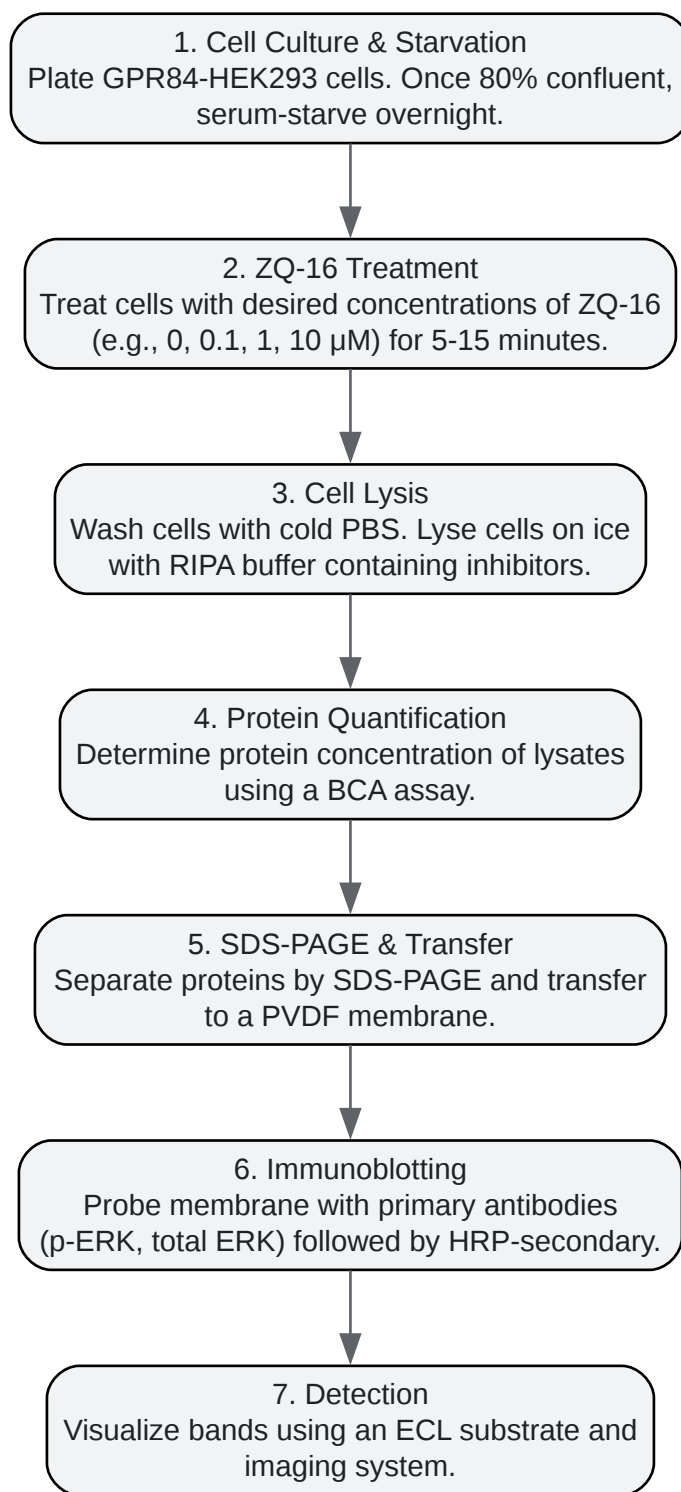 1. Cell Culture & Starvation
Plate GPR84-HEK293 cells. Once 80% confluent,
serum-starve overnight.
2. ZQ-16 Treatment
Treat cells with desired concentrations of ZQ-16
(e.g., 0, 0.1, 1, 10 μM) for 5-15 minutes.
3. Cell Lysis
Wash cells with cold PBS. Lyse cells on ice
with RIPA buffer containing inhibitors.
4. Protein Quantification
Determine protein concentration of lysates
using a BCA assay.
5. SDS-PAGE & Transfer
Separate proteins by SDS-PAGE and transfer
to a PVDF membrane.
6. Immunoblotting
Probe membrane with primary antibodies
(p-ERK, total ERK) followed by HRP-secondary.
7. Detection
Visualize bands using an ECL substrate and
imaging system.